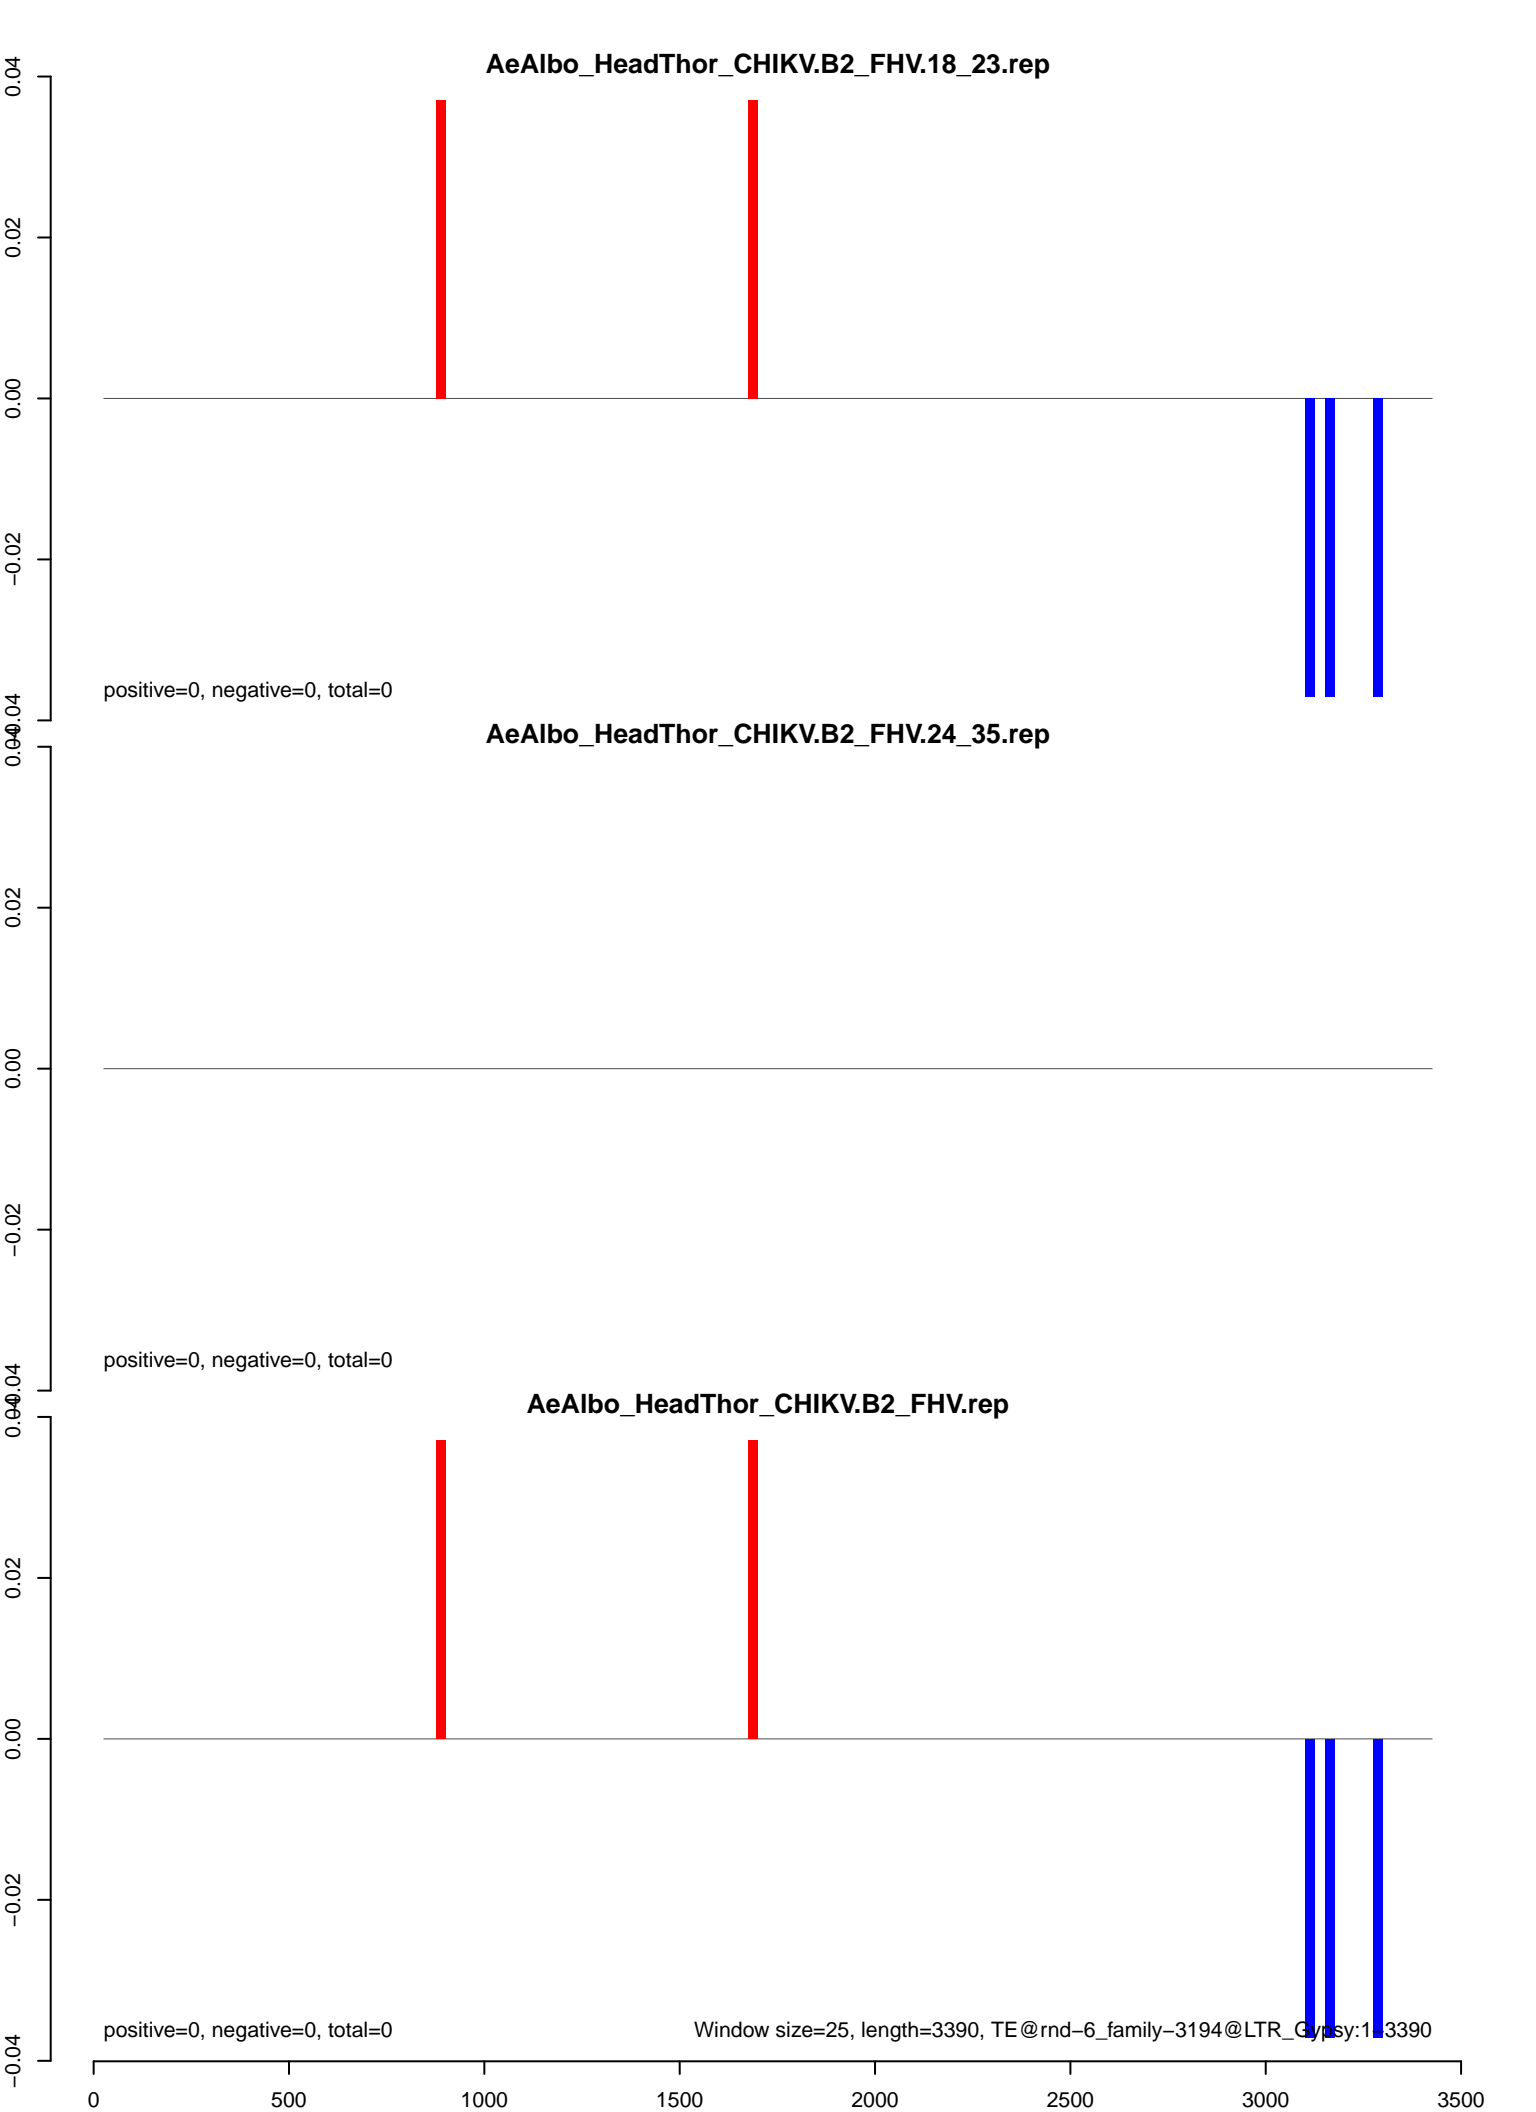 AeAlbo_HeadThor_CHIKV.B2_FHV.18_23.rep
0.04
0.02
0.00
−0.02
−0.04
positive=0, negative=0, total=0
AeAlbo_HeadThor_CHIKV.B2_FHV.24_35.rep
0.04
0.02
0.00
−0.02
−0.04
positive=0, negative=0, total=0
AeAlbo_HeadThor_CHIKV.B2_FHV.rep
0.04
0.02
0.00
−0.02
−0.04
positive=0, negative=0, total=0
Window size=25, length=3390, TE@rnd−6_family−3194@LTR_Gypsy:1−3390
0 500 1000 1500 2000 2500 3000 3500